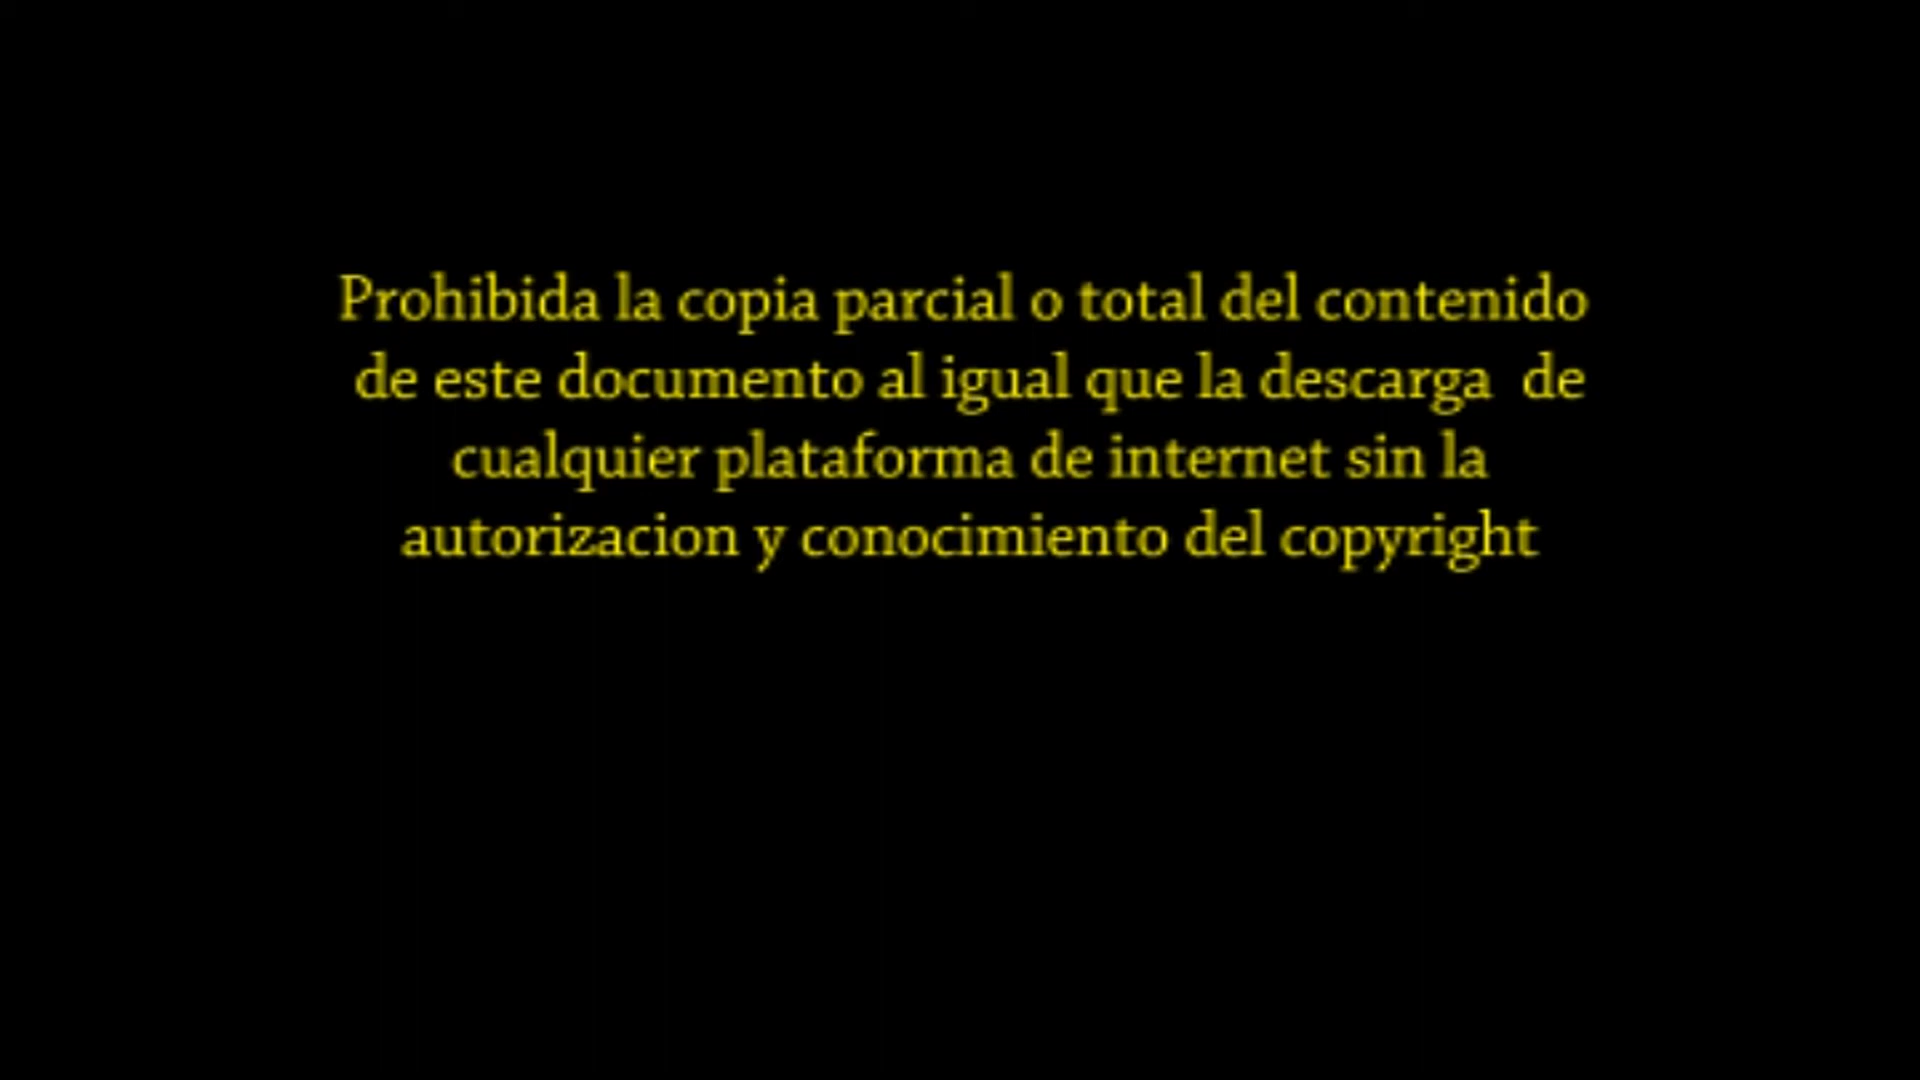 Prohibida la copia parcial o total del contenido
de este documento al igual que la descarga  de
cualquier plataforma de internet sin la
autorizacion y conocimiento del copyright